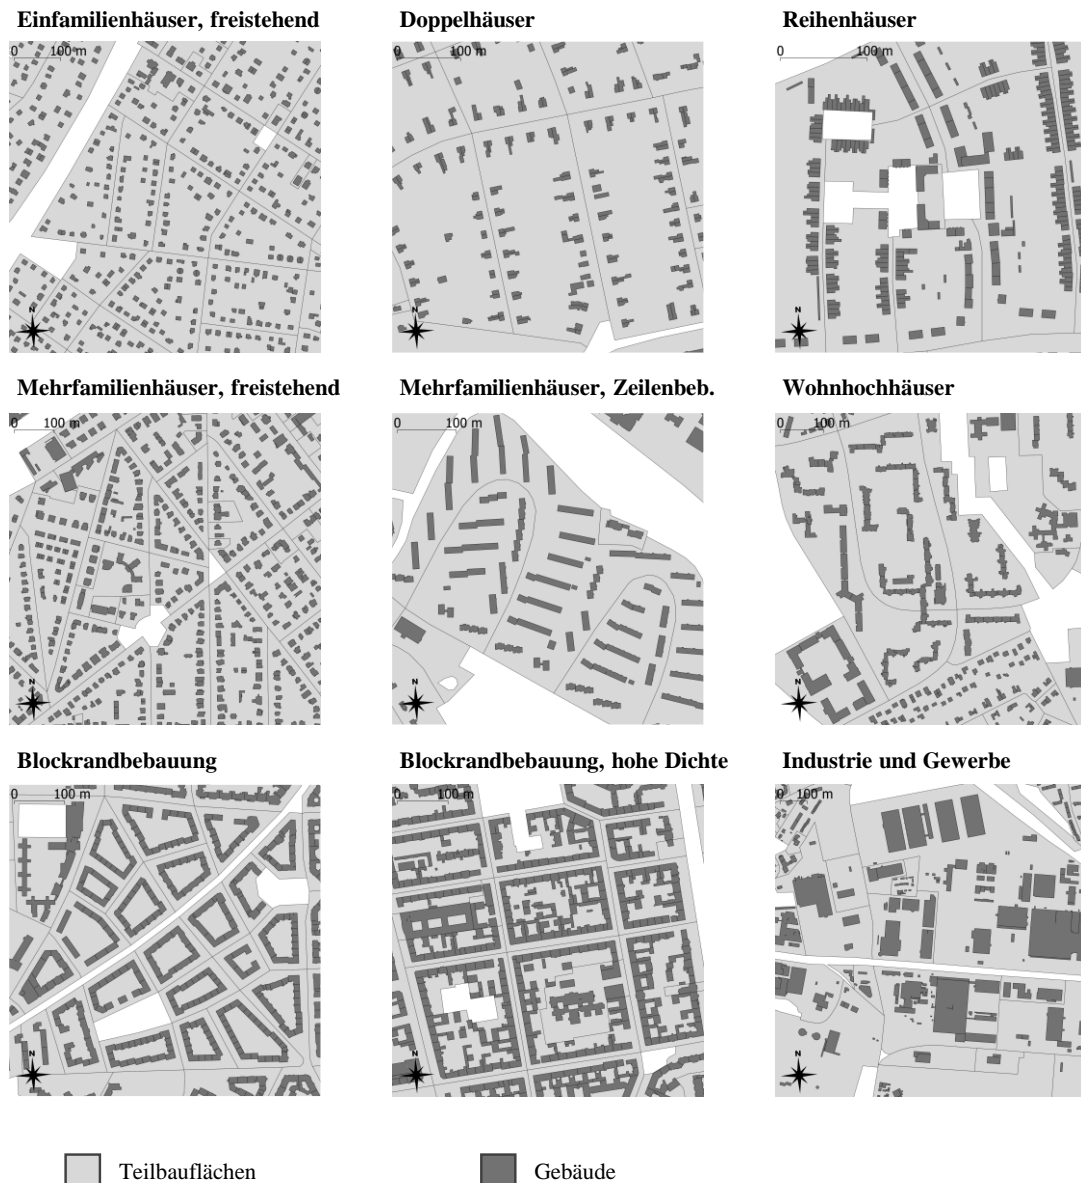 Einfamilienhäuser, freistehend
Doppelhäuser
Reihenhäuser
0 100 m
0 100 m
0 100 m
N
N
N
Mehrfamilienhäuser, freistehend
Mehrfamilienhäuser, Zeilenbeb.
Wohnhochhäuser
0 100 m
0 100 m
0 100 m
N
N
N
Blockrandbebauung
Blockrandbebauung, hohe Dichte
Industrie und Gewerbe
0 100 m
0 100 m
0 100 m
N
N
N
Teilbauflächen
Gebäude